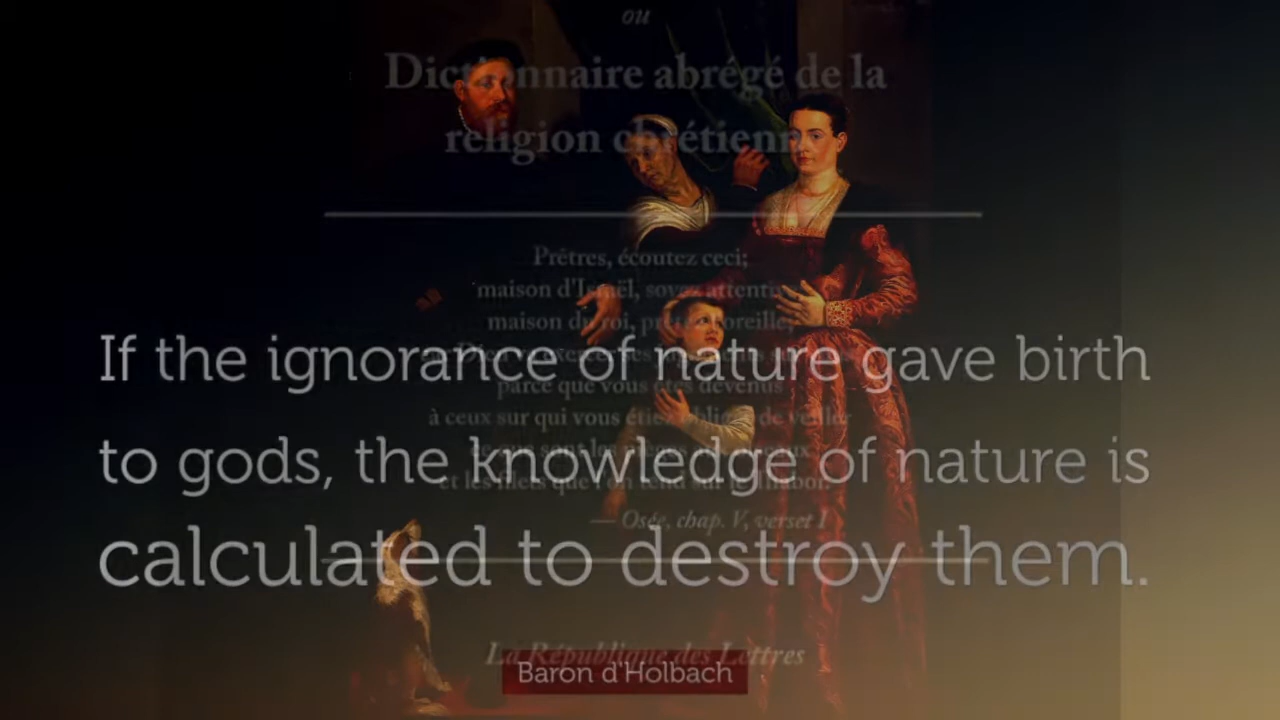 ou
Dictionnaire abrégé de la
religion chrétienne
Prêtres, écoutez ceci;
maison d'Israël, soyez attentifs
maison du roi, prêtez l'oreille,
If the ignorance of nature gave birth
parce que vous êtes devenus
à ceux sur qui vous étiez obligés de veiller
to gods, the knowledge of nature is
et les filets que l'on tend sur le Thabor.
— Osée, chap. V, verset 1
calculated to destroy them.
La République des Lettres
Baron d'Holbach